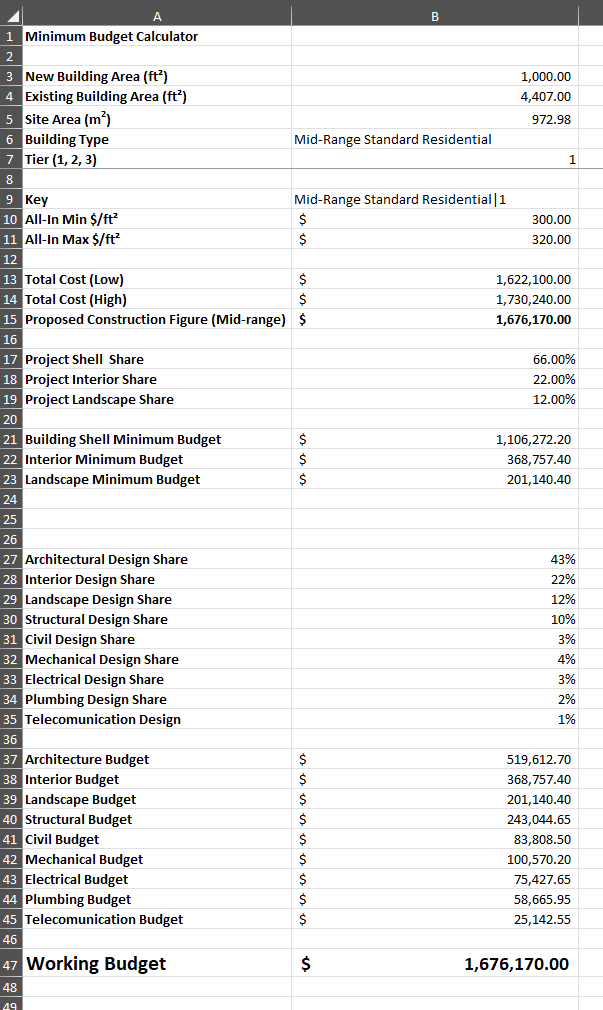 A B
1 Minimum Budget Calculator
2
3 New Building Area (ft²) 1,000.00
4 Existing Building Area (ft²) 4,407.00
5 Site Area (m²) 972.98
6 Building Type Mid-Range Standard Residential
7 Tier (1, 2, 3) 1
8
9 Key Mid-Range Standard Residential|1
10 All-In Min $/ft² $ 300.00
11 All-In Max $/ft² $ 320.00
12
13 Total Cost (Low) $ 1,622,100.00
14 Total Cost (High) $ 1,730,240.00
15 Proposed Construction Figure (Mid-range) $ 1,676,170.00
16
17 Project Shell Share 66.00%
18 Project Interior Share 22.00%
19 Project Landscape Share 12.00%
20
21 Building Shell Minimum Budget $ 1,106,272.20
22 Interior Minimum Budget $ 368,757.40
23 Landscape Minimum Budget $ 201,140.40
24
25
26
27 Architectural Design Share 43%
28 Interior Design Share 22%
29 Landscape Design Share 12%
30 Structural Design Share 10%
31 Civil Design Share 3%
32 Mechanical Design Share 4%
33 Electrical Design Share 3%
34 Plumbing Design Share 2%
35 Telecomunication Design 1%
36
37 Architecture Budget $ 519,612.70
38 Interior Budget $ 368,757.40
39 Landscape Budget $ 201,140.40
40 Structural Budget $ 243,044.65
41 Civil Budget $ 83,808.50
42 Mechanical Budget $ 100,570.20
43 Electrical Budget $ 75,427.65
44 Plumbing Budget $ 58,665.95
45 Telecomunication Budget $ 25,142.55
46
47 Working Budget $ 1,676,170.00
48
49